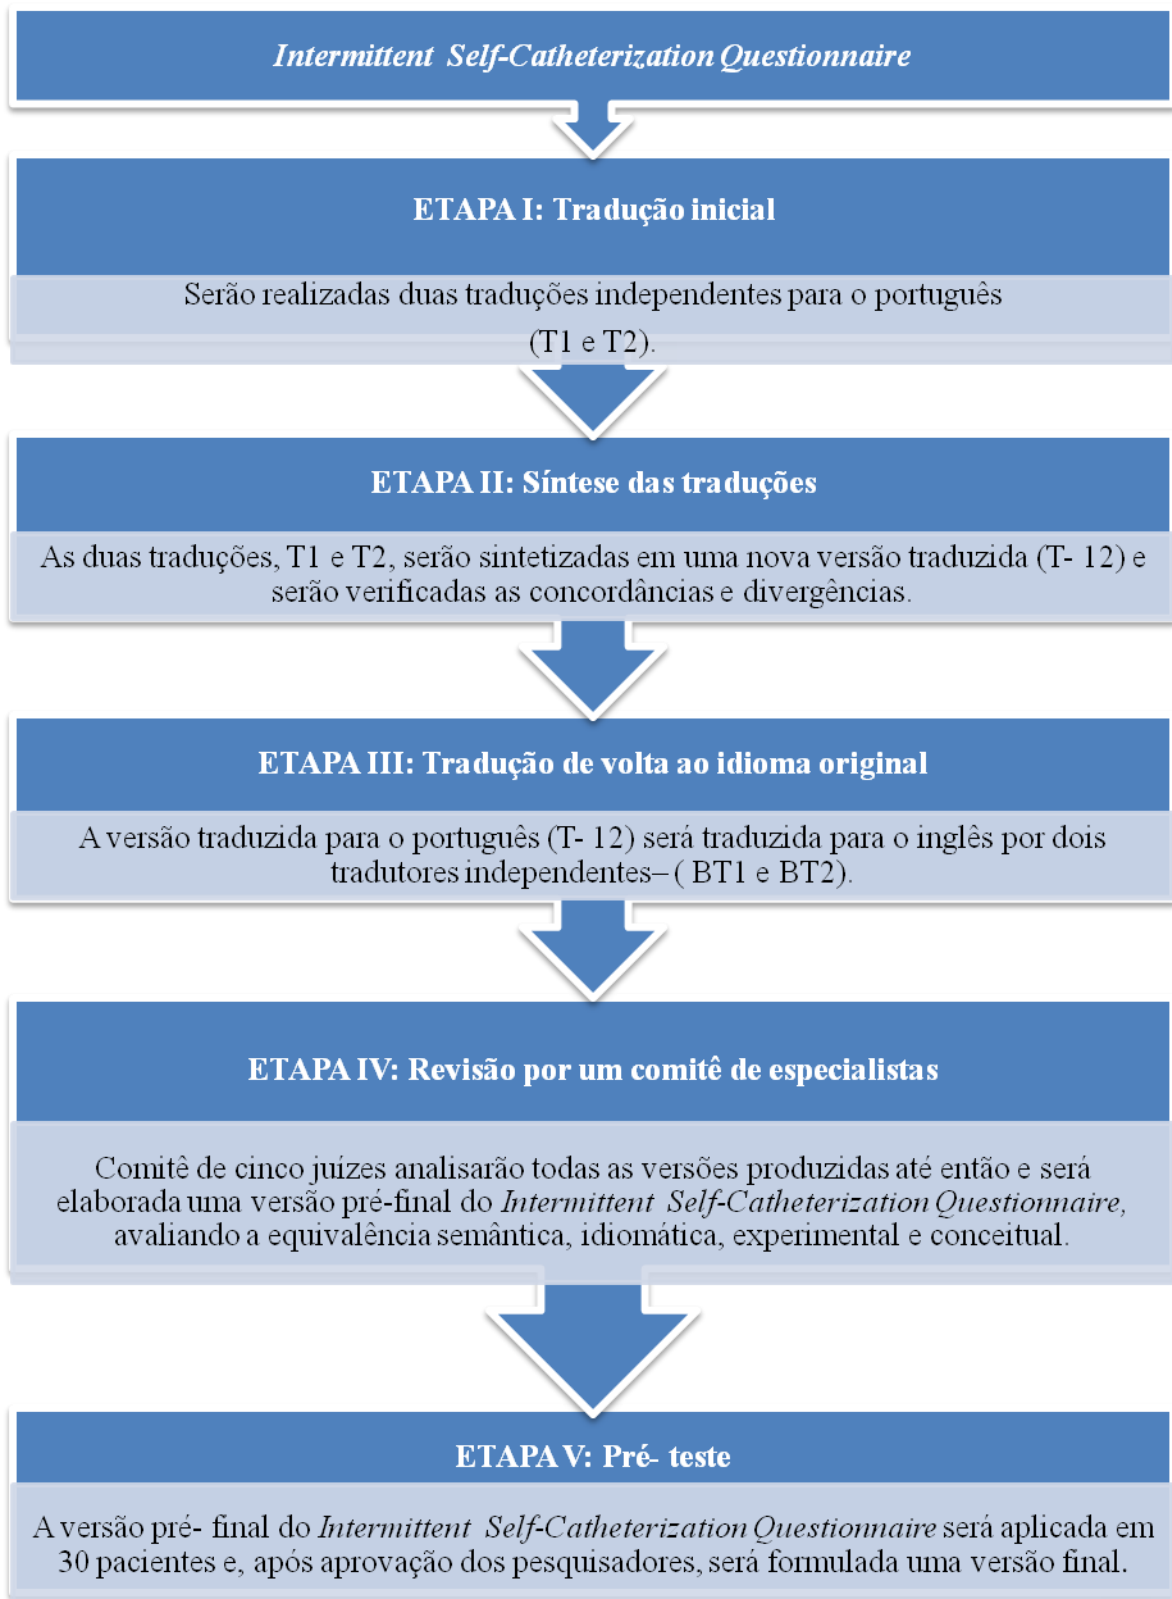 Intermittent Self-Catheterization Questionnaire
ETAPA I: Tradução inicial
Serão realizadas duas traduções independentes para o português
(T1 e T2).
ETAPA II: Síntese das traduções
As duas traduções, T1 e T2, serão sintetizadas em uma nova versão traduzida (T- 12) e
serão verificadas as concordâncias e divergências.
ETAPA III: Tradução de volta ao idioma original
A versão traduzida para o português (T- 12) será traduzida para o inglês por dois
tradutores independentes– ( BT1 e BT2).
ETAPA IV: Revisão por um comitê de especialistas
Comitê de cinco juízes analisarão todas as versões produzidas até então e será
elaborada uma versão pré-final do Intermittent Self-Catheterization Questionnaire,
avaliando a equivalência semântica, idiomática, experimental e conceitual.
ETAPA V: Pré- teste
A versão pré- final do Intermittent Self-Catheterization Questionnaire será aplicada em
30 pacientes e, após aprovação dos pesquisadores, será formulada uma versão final.